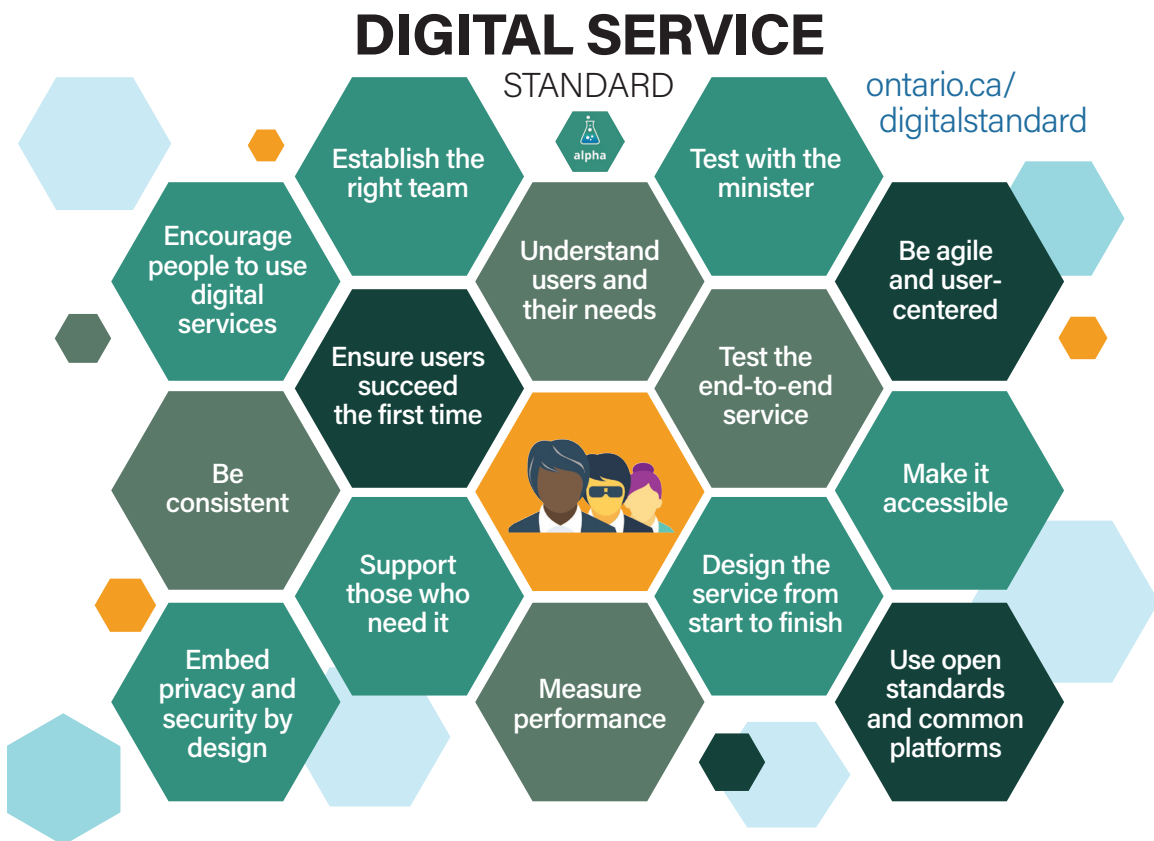 DIGITAL SERVICE
STANDARD
ontario.ca/
digitalstandard
alpha
Establish the
right team
Test with the
minister
Encourage
people to use
digital
services
Understand
users and
their needs
Be agile
and user-
centered
Ensure users
succeed
the first time
Test the
end-to-end
service
Be
consistent
Make it
accessible
Support
those who
need it
Design the
service from
start to finish
Embed
privacy and
security by
design
Measure
performance
Use open
standards
and common
platforms